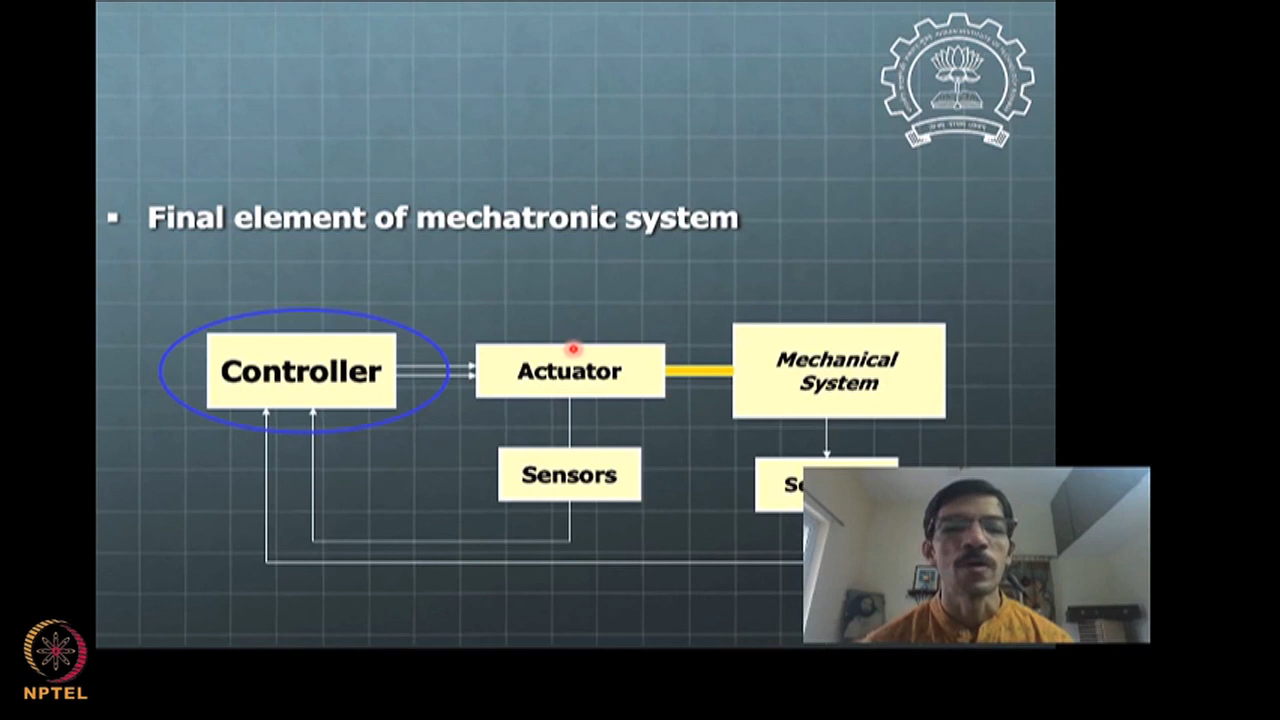 ▪ Final element of mechatronic system
Controller
Actuator
Mechanical
System
Sensors
NPTEL